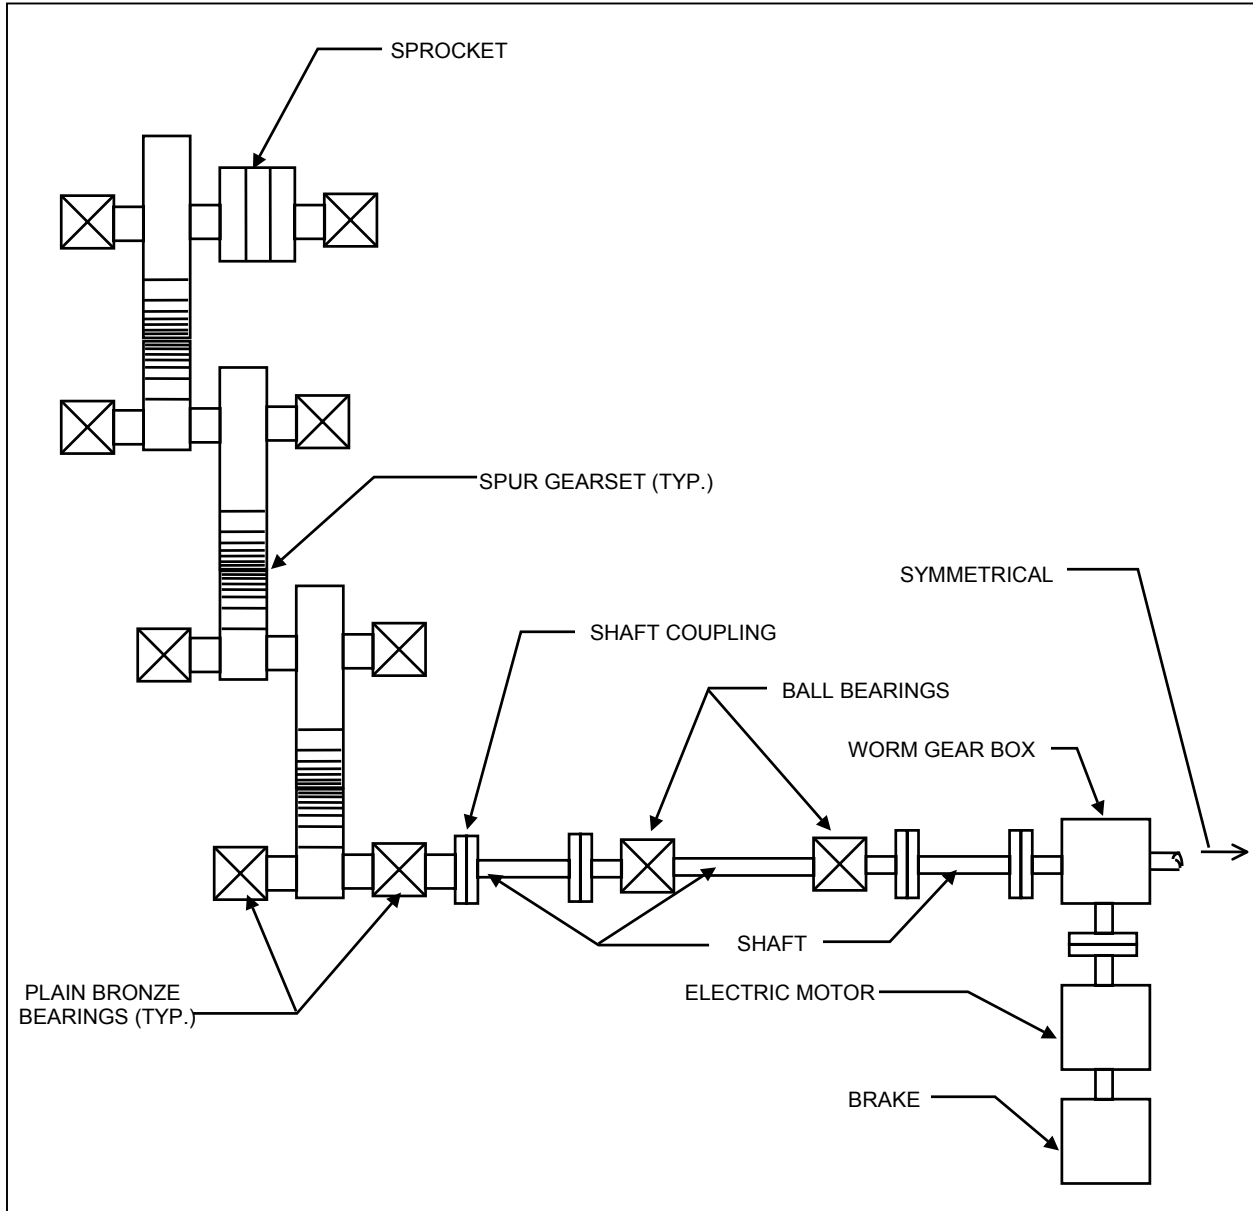 SPROCKET
SPUR GEARSET (TYP.)
SYMMETRICAL
SHAFT COUPLING
BALL BEARINGS
WORM GEAR BOX
SHAFT
PLAIN BRONZE
BEARINGS (TYP.)
ELECTRIC MOTOR
BRAKE